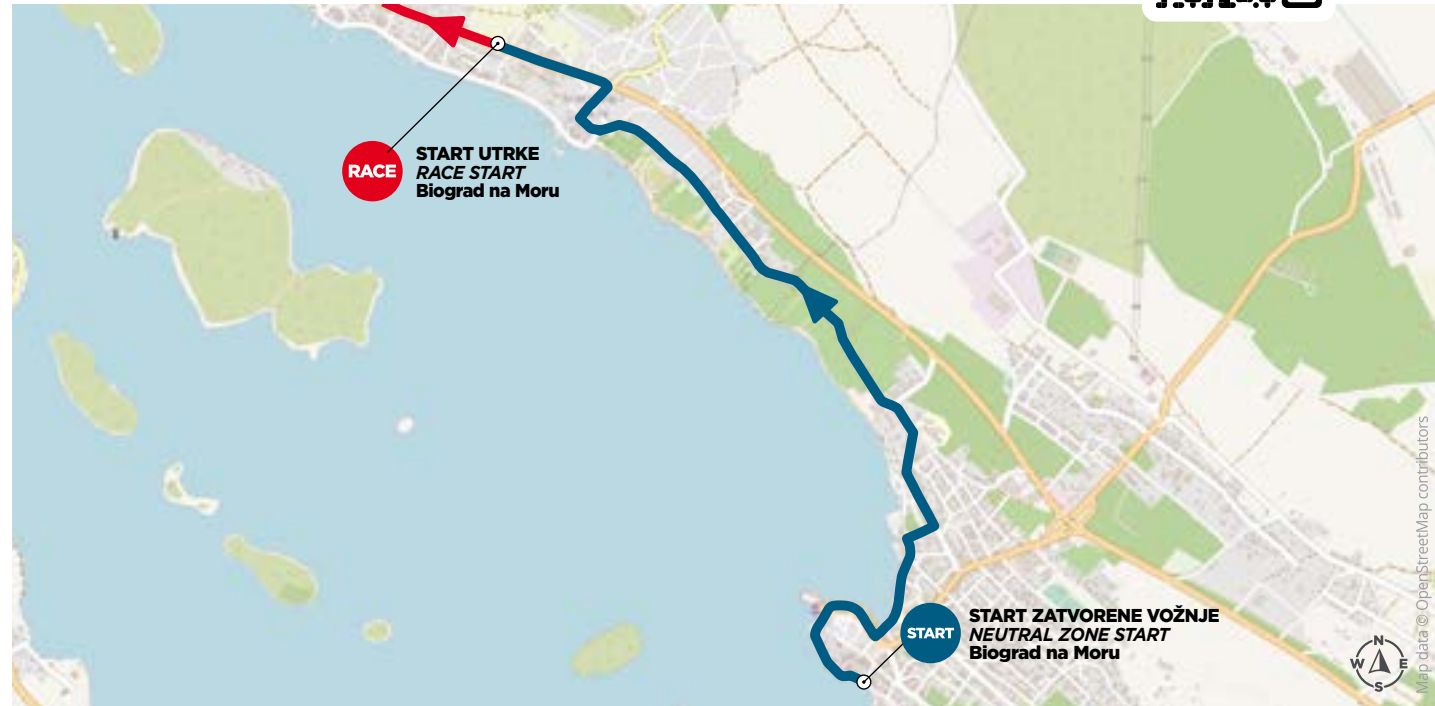 RACE
START UTRKE
RACE START
Biograd na Moru
START
START ZATVORENE VOŽNJE
NEUTRAL ZONE START
Biograd na Moru
N
W E
S
Map data © OpenStreetMap contributors